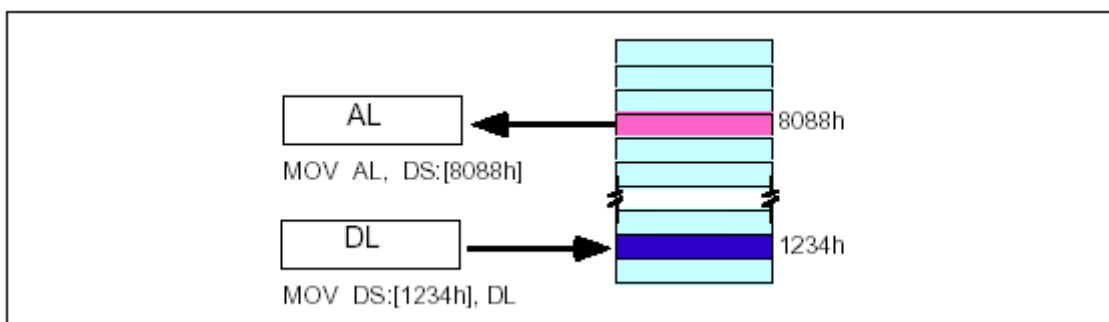 AL
8088h
MOV AL, DS:[8088h]
DL
1234h
MOV DS:[1234h], DL